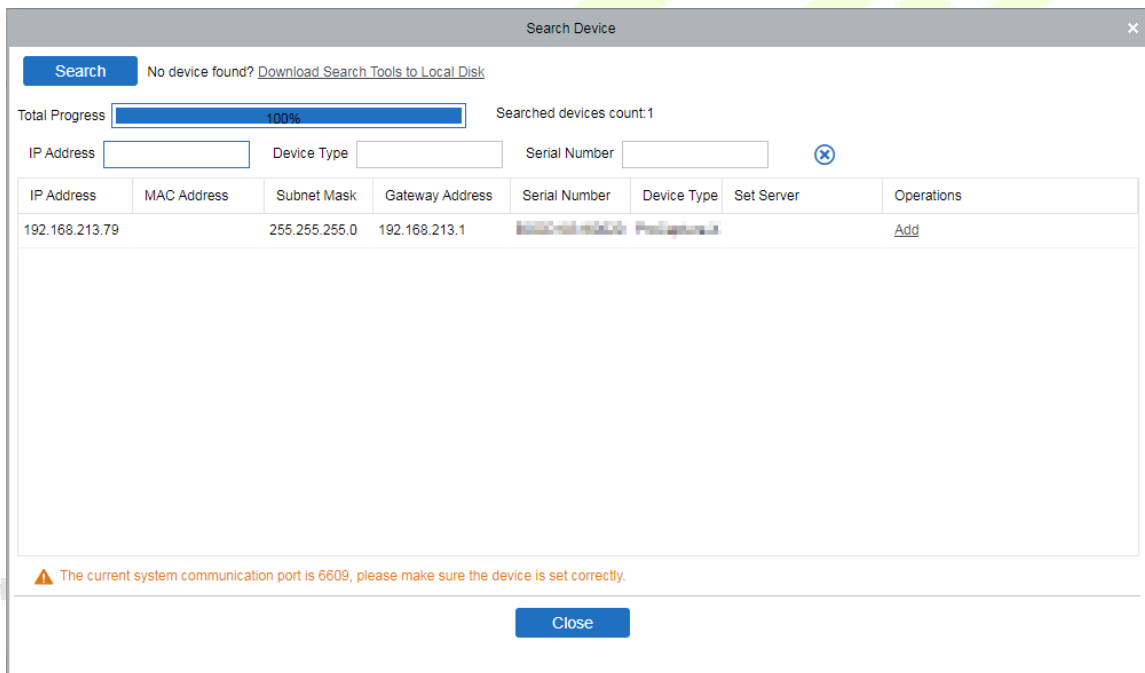 Search Device
Search No device found? Download Search Tools to Local Disk
Total Progress 100% Searched devices count:1
IP Address Device Type Serial Number
IP Address MAC Address Subnet Mask Gateway Address Serial Number Device Type Set Server Operations
192.168.213.79 255.255.255.0 192.168.213.1 Add
The current system communication port is 6609, please make sure the device is set correctly.
Close